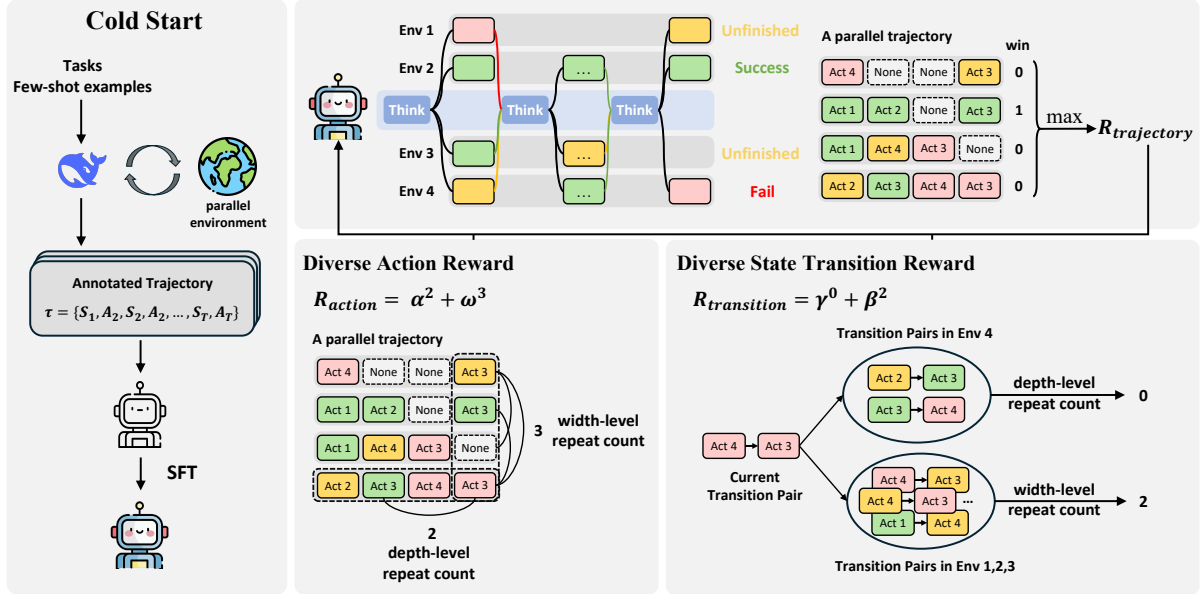 Cold Start
Tasks
Few-shot examples
parallel
environment
Annotated Trajectory
τ = {S₁, A₂, S₂, A₂, ..., S_T, A_T}
SFT
Env 1
Env 2
Env 3
Env 4
Think
Think
Think
...
...
...
Unfinished
Success
Unfinished
Fail
A parallel trajectory
win
Act 4 None None Act 3 0
Act 1 Act 2 None Act 3 1
Act 1 Act 4 Act 3 None 0
Act 2 Act 3 Act 4 Act 3 0
max
R_trajectory
Diverse Action Reward
R_action = α² + ω³
A parallel trajectory
Act 4 None None Act 3
Act 1 Act 2 None Act 3
Act 1 Act 4 Act 3 None
Act 2 Act 3 Act 4 Act 3
3
width-level
repeat count
2
depth-level
repeat count
Diverse State Transition Reward
R_transition = γ⁰ + β²
Transition Pairs in Env 4
Act 2 Act 3
Act 3 Act 4
depth-level
repeat count
0
Act 4 Act 3
Current
Transition Pair
Act 4 Act 3
Act 4 Act 3 ...
Act 1 Act 4
width-level
repeat count
2
Transition Pairs in Env 1,2,3